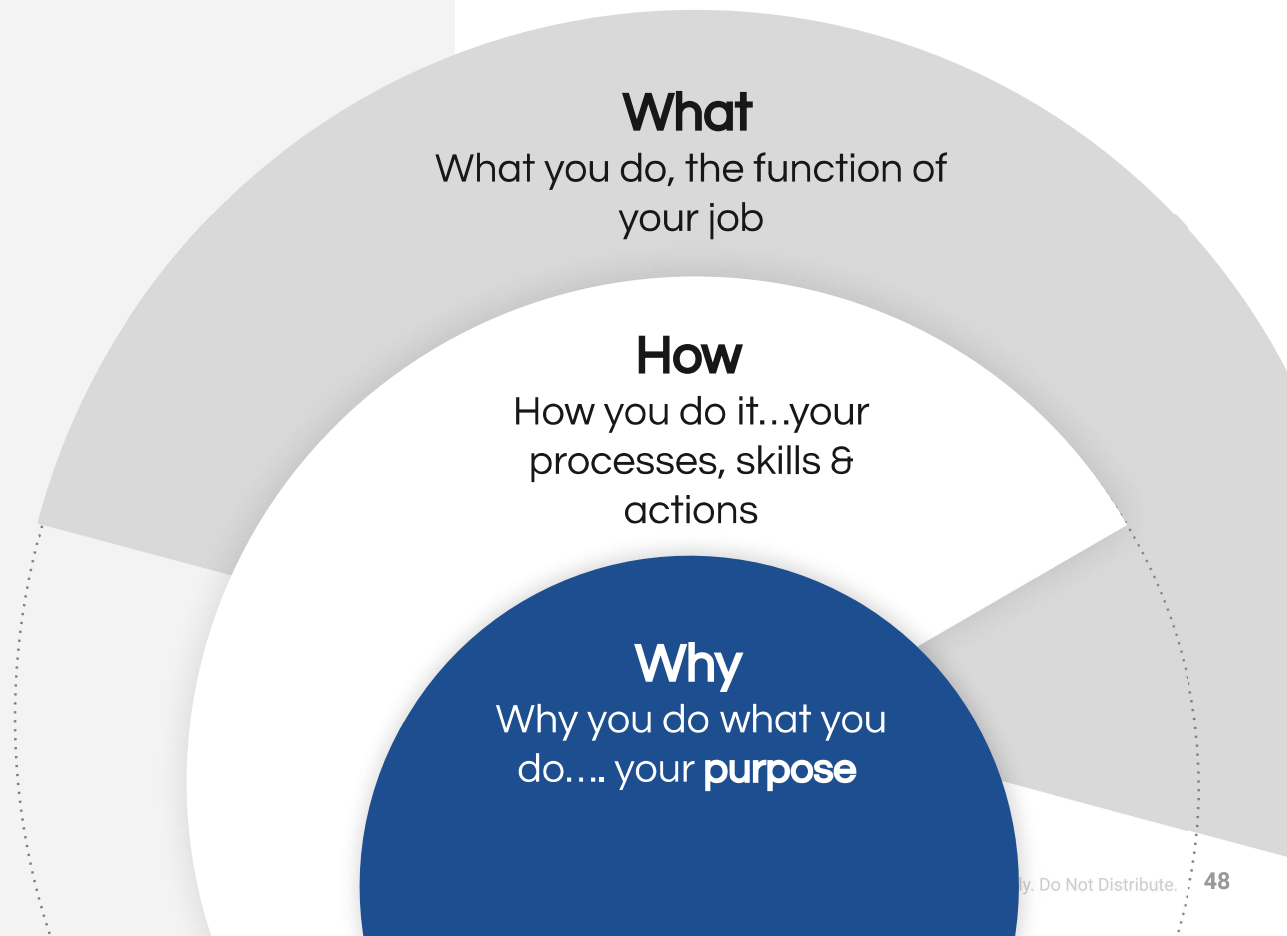 What
What you do, the function of
your job
How
How you do it...your
processes, skills &
actions
Why
Why you do what you
do.... your purpose
Do Not Distribute.
48